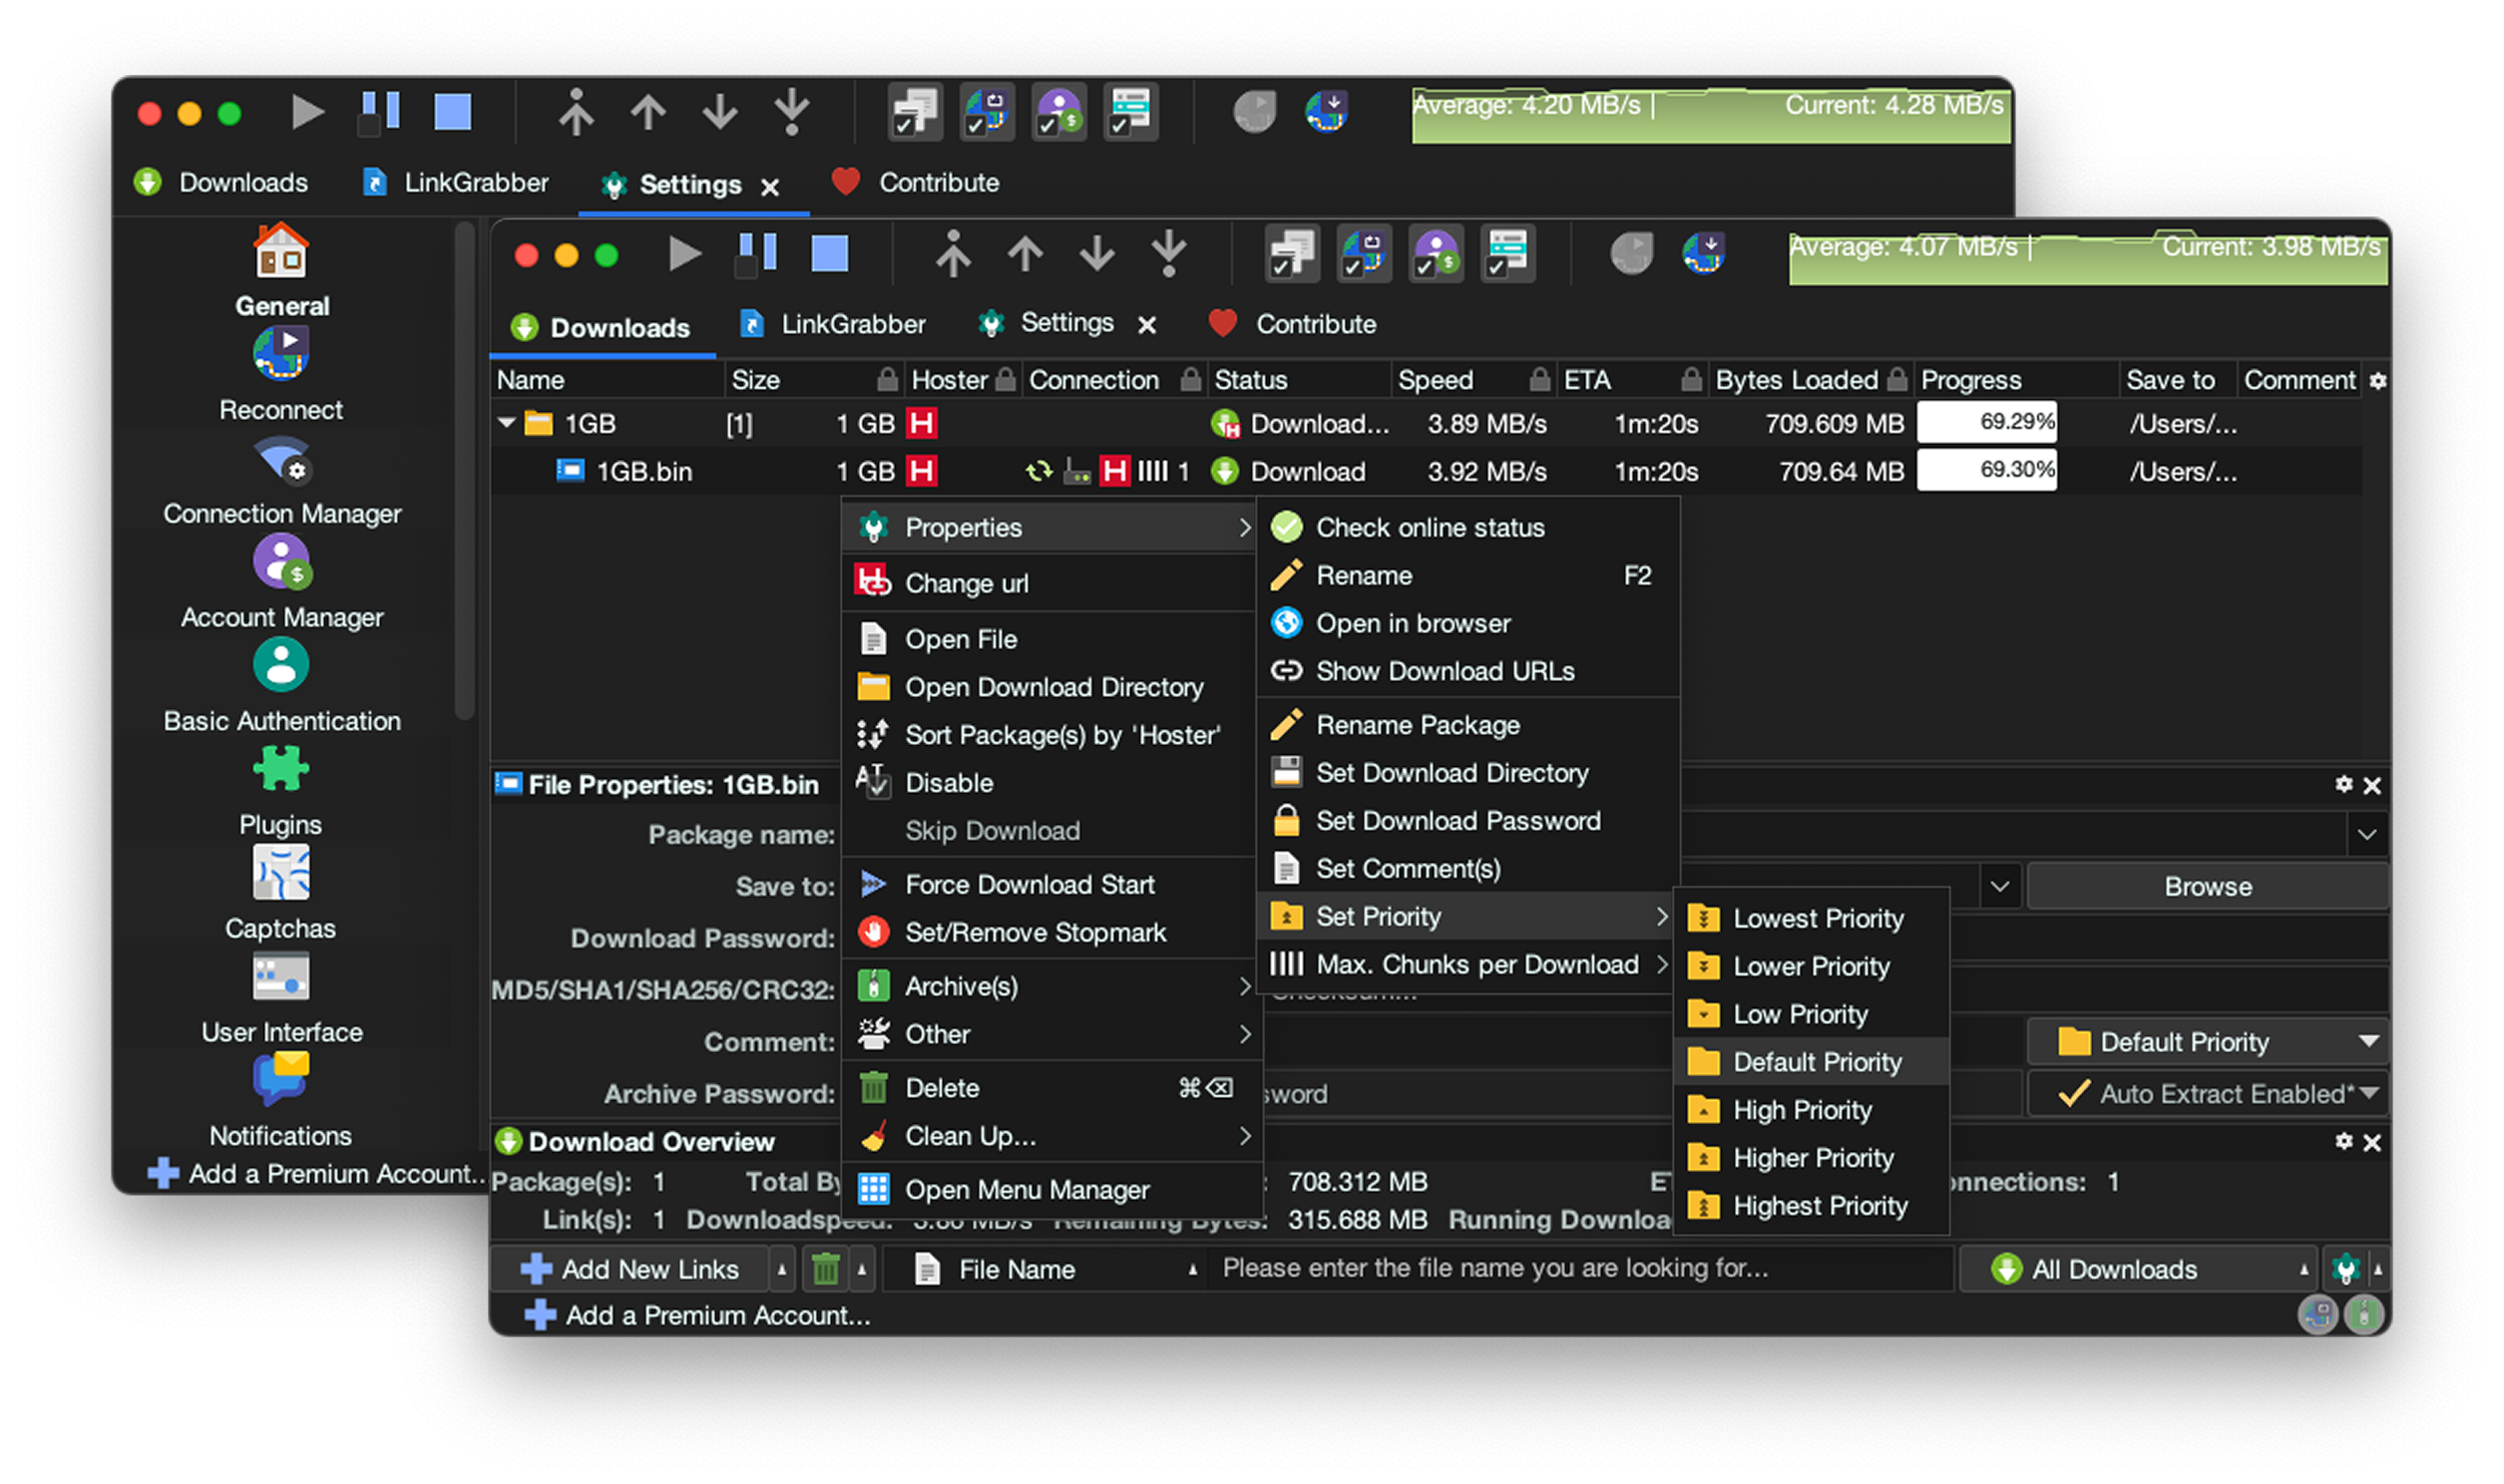 Average: 4.20 MB/s | Current: 4.28 MB/s
Downloads LinkGrabber Settings Contribute
General
Reconnect
Connection Manager
Account Manager
Basic Authentication
Plugins
Captchas
User Interface
Notifications
Add a Premium Account...
Average: 4.07 MB/s | Current: 3.98 MB/s
Downloads LinkGrabber Settings Contribute
Name Size Hoster Connection Status Speed ETA Bytes Loaded Progress Save to Comment
1GB [1] 1 GB H Download... 3.89 MB/s 1m:20s 709.609 MB 69.29% /Users/...
1GB.bin 1 GB H H 1 Download 3.92 MB/s 1m:20s 709.64 MB 69.30% /Users/...
Properties
Change url
Open File
Open Download Directory
Sort Package(s) by 'Hoster'
Disable
Skip Download
Force Download Start
Set/Remove Stopmark
Archive(s)
Other
Delete ⌘⌫
Clean Up...
Open Menu Manager
Check online status
Rename F2
Open in browser
Show Download URLs
Rename Package
Set Download Directory
Set Download Password
Set Comment(s)
Set Priority
Max. Chunks per Download
Lowest Priority
Lower Priority
Low Priority
Default Priority
High Priority
Higher Priority
Highest Priority
File Properties: 1GB.bin
Package name:
Save to: Browse
Download Password:
MD5/SHA1/SHA256/CRC32:
Comment: Default Priority
Archive Password: sword Auto Extract Enabled*
Download Overview
Package(s): 1 Total By 708.312 MB onnections: 1
Link(s): 1 Downloadspeed: 3.86 MB/s Remaining Bytes: 315.688 MB Running Downloa
Add New Links File Name Please enter the file name you are looking for... All Downloads
Add a Premium Account...